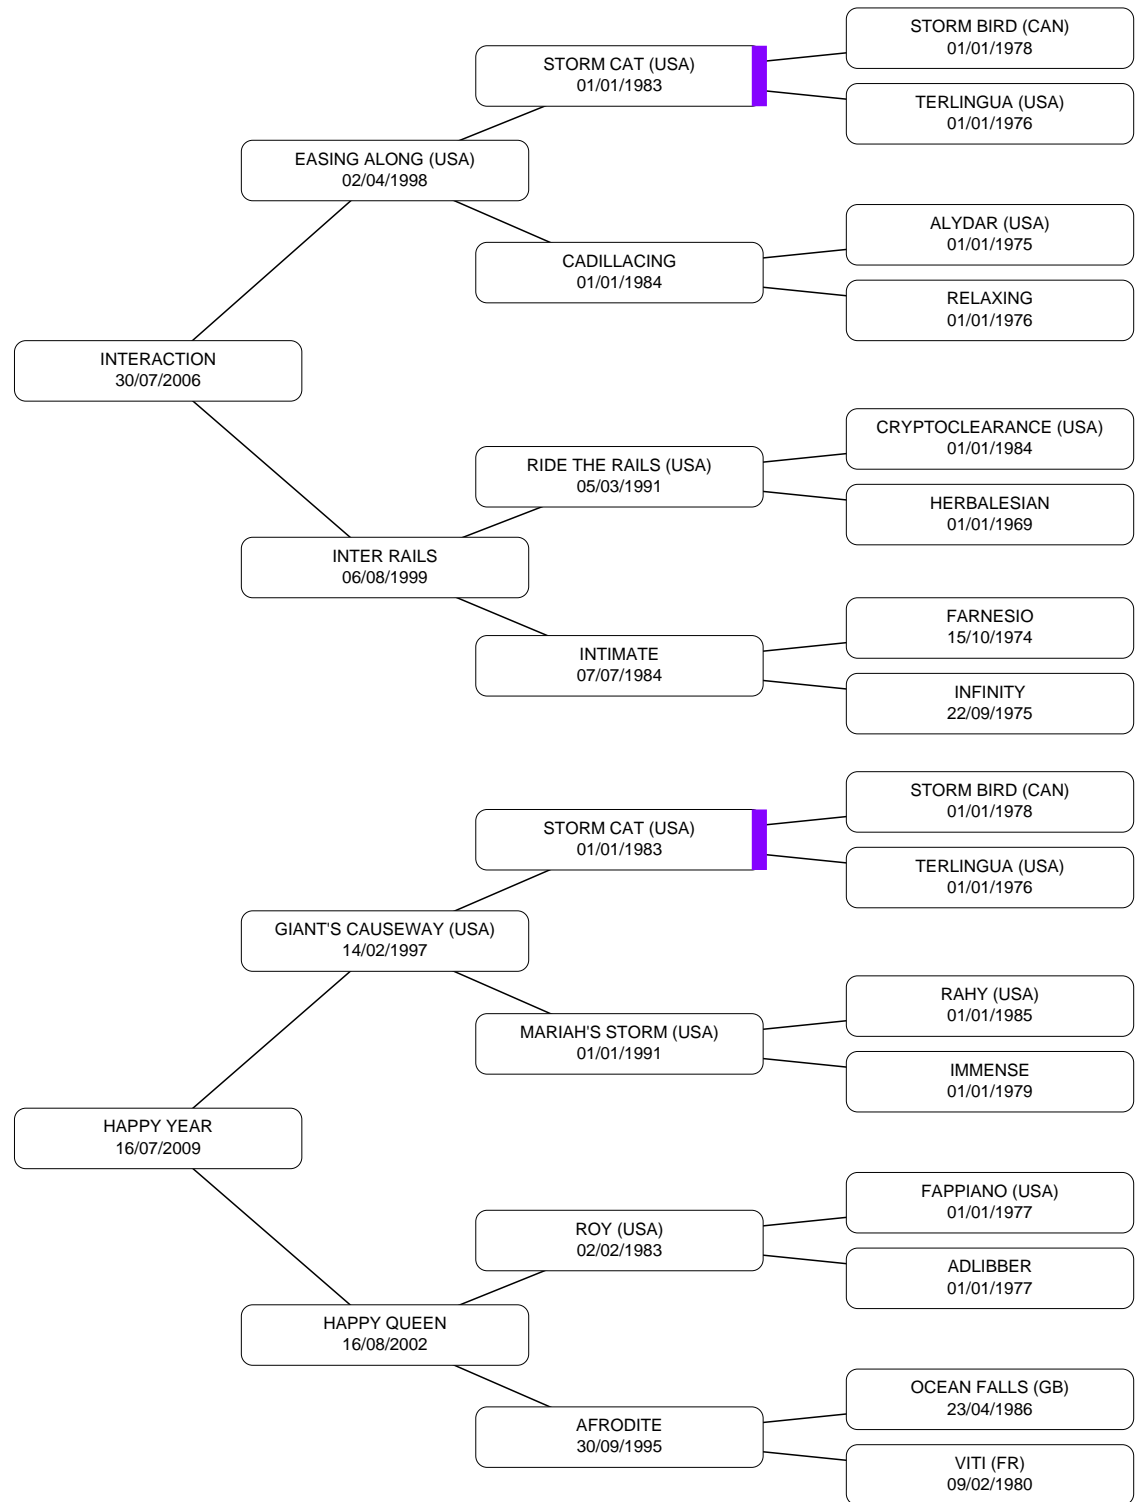 STORM BIRD (CAN)
01/01/1978
STORM CAT (USA)
01/01/1983
TERLINGUA (USA)
01/01/1976
EASING ALONG (USA)
02/04/1998
ALYDAR (USA)
01/01/1975
CADILLACING
01/01/1984
RELAXING
01/01/1976
INTERACTION
30/07/2006
CRYPTOCLEARANCE (USA)
01/01/1984
RIDE THE RAILS (USA)
05/03/1991
HERBALESIAN
01/01/1969
INTER RAILS
06/08/1999
FARNESIO
15/10/1974
INTIMATE
07/07/1984
INFINITY
22/09/1975
STORM BIRD (CAN)
01/01/1978
STORM CAT (USA)
01/01/1983
TERLINGUA (USA)
01/01/1976
GIANT'S CAUSEWAY (USA)
14/02/1997
RAHY (USA)
01/01/1985
MARIAH'S STORM (USA)
01/01/1991
IMMENSE
01/01/1979
HAPPY YEAR
16/07/2009
FAPPIANO (USA)
01/01/1977
ROY (USA)
02/02/1983
ADLIBBER
01/01/1977
HAPPY QUEEN
16/08/2002
OCEAN FALLS (GB)
23/04/1986
AFRODITE
30/09/1995
VITI (FR)
09/02/1980